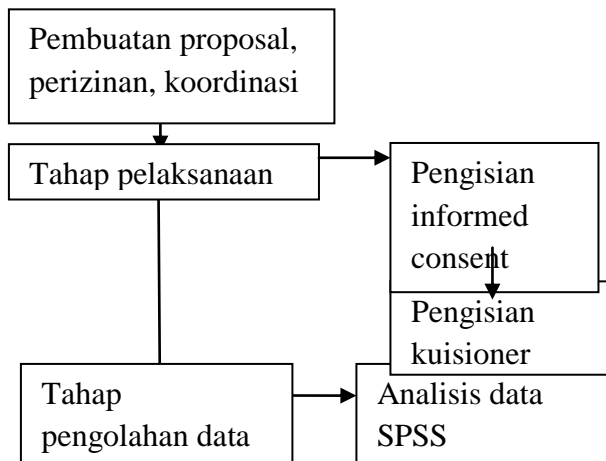 Pembuatan proposal,
perizinan, koordinasi
Tahap pelaksanaan
Pengisian
informed
consent
Pengisian
kuisioner
Tahap
pengolahan data
Analisis data
SPSS